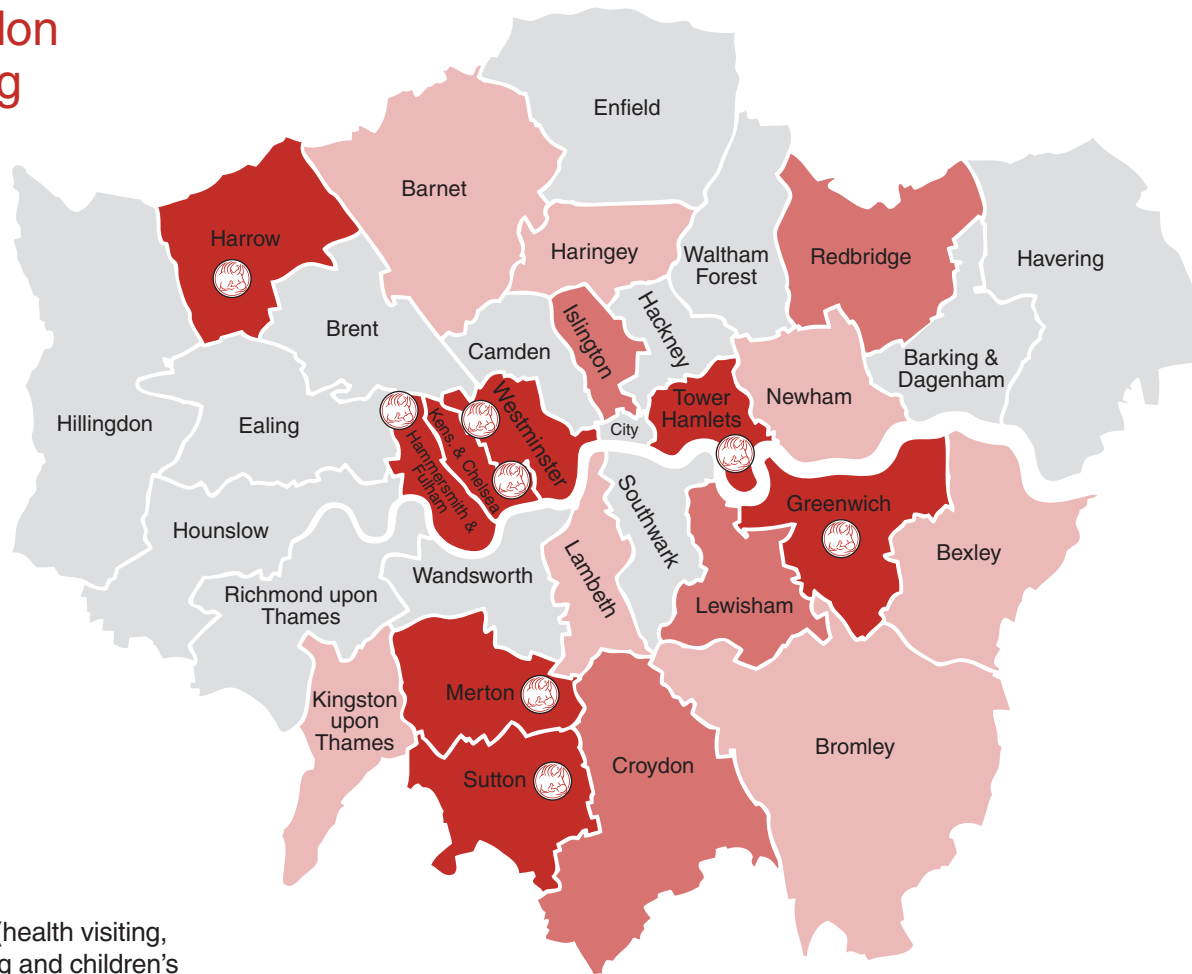 lon
g
Enfield
Barnet
Harrow
Haringey
Waltham
Forest
Redbridge
Havering
Brent
Camden
Islington
Hackney
Barking &
Dagenham
Hillingdon
Ealing
Westminster
Tower
Hamlets
Newham
City
Kens. & Chelsea
Hammersmith &
Fulham
Hounslow
Southwark
Greenwich
Bexley
Richmond upon
Thames
Wandsworth
Lambeth
Lewisham
Merton
Kingston
upon
Thames
Sutton
Croydon
Bromley
(health visiting,
g and children's